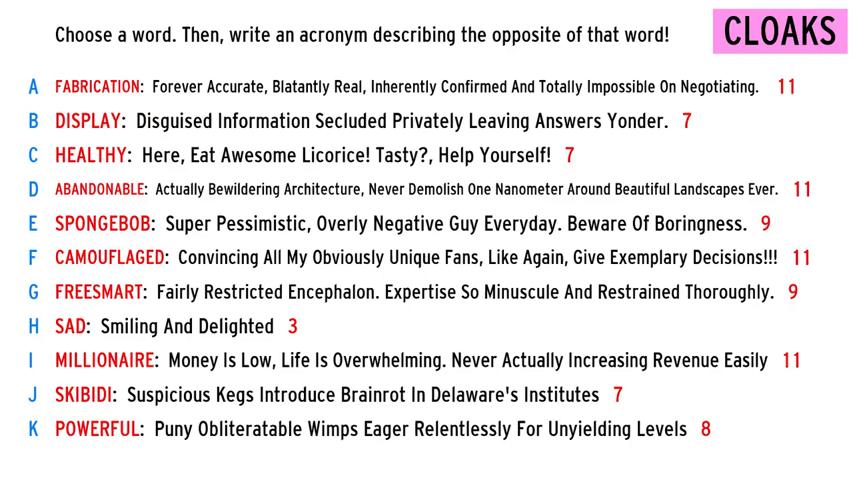 Choose a word. Then, write an acronym describing the opposite of that word!
CLOAKS
A FABRICATION: Forever Accurate, Blatantly Real, Inherently Confirmed And Totally Impossible On Negotiating. 11
B DISPLAY: Disguised Information Secluded Privately Leaving Answers Yonder. 7
C HEALTHY: Here, Eat Awesome Licorice! Tasty?, Help Yourself! 7
D ABANDONABLE: Actually Bewildering Architecture, Never Demolish One Nanometer Around Beautiful Landscapes Ever. 11
E SPONGEBOB: Super Pessimistic, Overly Negative Guy Everyday. Beware Of Boringness. 9
F CAMOUFLAGED: Convincing All My Obviously Unique Fans, Like Again, Give Exemplary Decisions!!! 11
G FREESMART: Fairly Restricted Encephalon. Expertise So Minuscule And Restrained Thoroughly. 9
H SAD: Smiling And Delighted 3
I MILLIONAIRE: Money Is Low, Life Is Overwhelming. Never Actually Increasing Revenue Easily 11
J SKIBIDI: Suspicious Kegs Introduce Brainrot In Delaware's Institutes 7
K POWERFUL: Puny Obliteratable Wimps Eager Relentlessly For Unyielding Levels 8